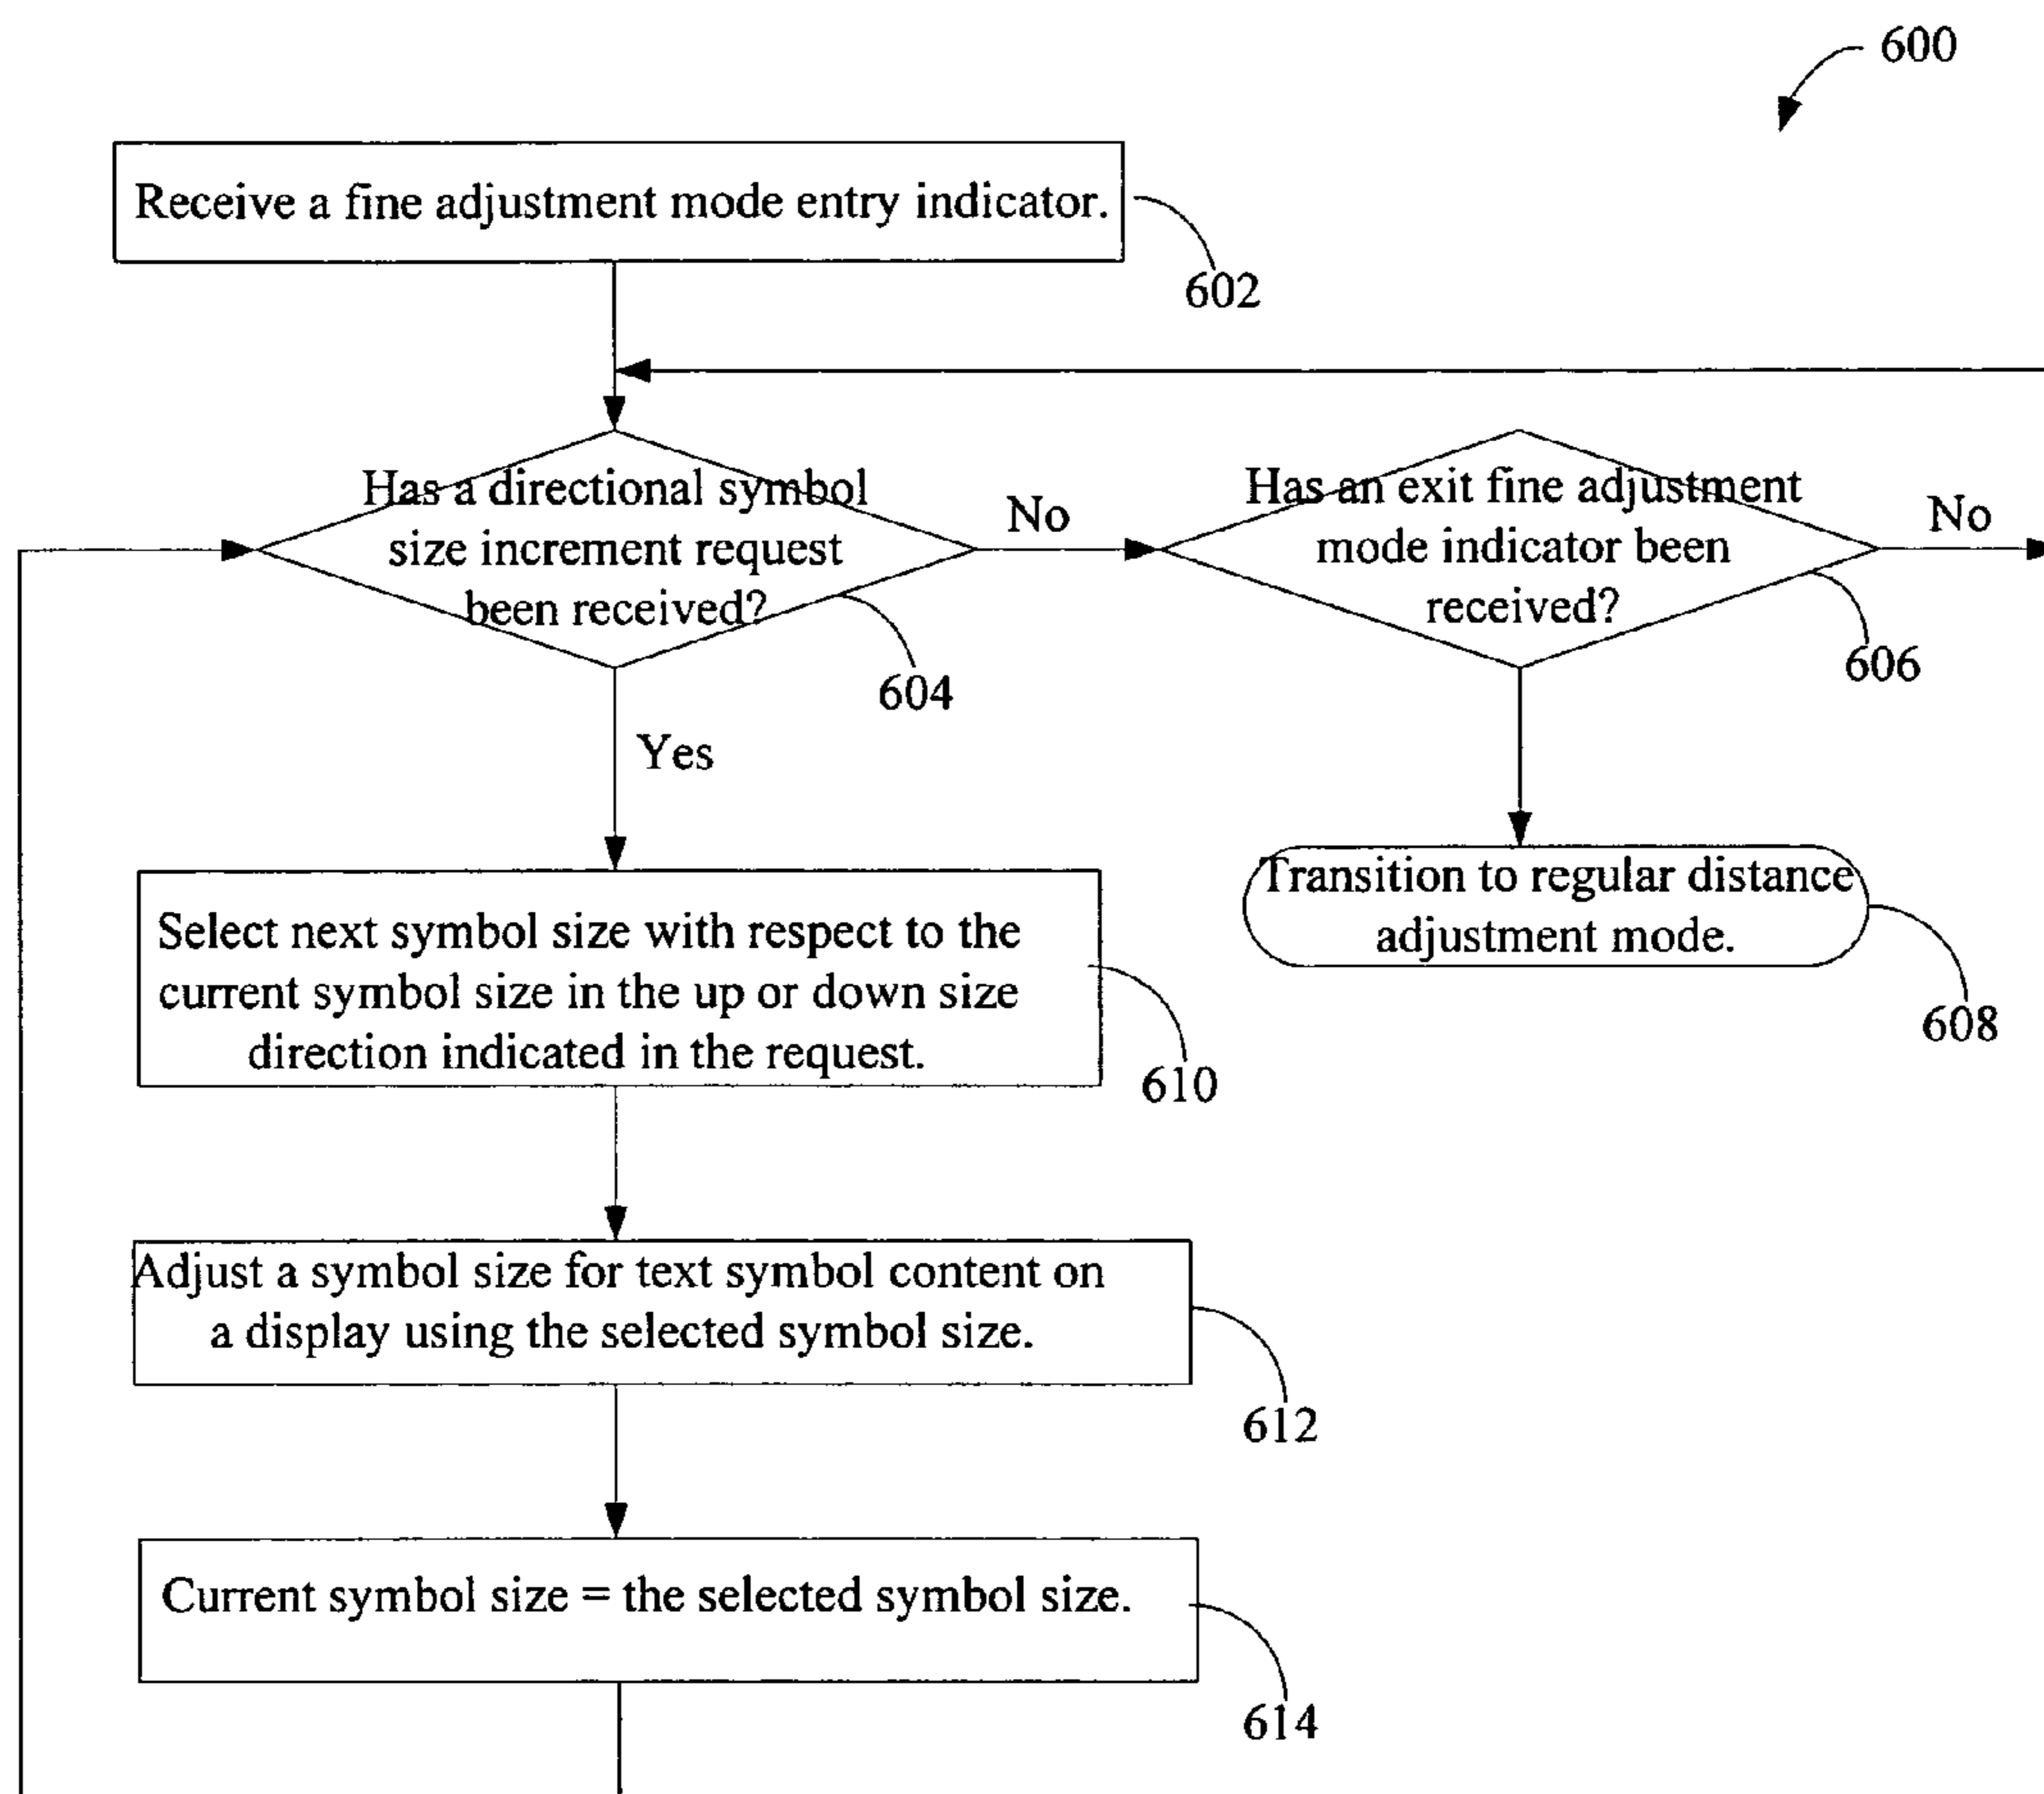 600
Receive a fine adjustment mode entry indicator.
602
Has a directional symbol
size increment request
been received?
604
No
Has an exit fine adjustment
mode indicator been
received?
606
No
Yes
Transition to regular distance
adjustment mode.
608
Select next symbol size with respect to the
current symbol size in the up or down size
direction indicated in the request.
610
Adjust a symbol size for text symbol content on
a display using the selected symbol size.
612
Current symbol size = the selected symbol size.
614